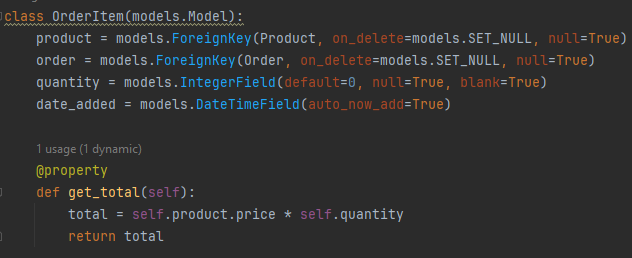 class OrderItem(models.Model):
    product = models.ForeignKey(Product, on_delete=models.SET_NULL, null=True)
    order = models.ForeignKey(Order, on_delete=models.SET_NULL, null=True)
    quantity = models.IntegerField(default=0, null=True, blank=True)
    date_added = models.DateTimeField(auto_now_add=True)
    1 usage (1 dynamic)
    @property
    def get_total(self):
        total = self.product.price * self.quantity
        return total